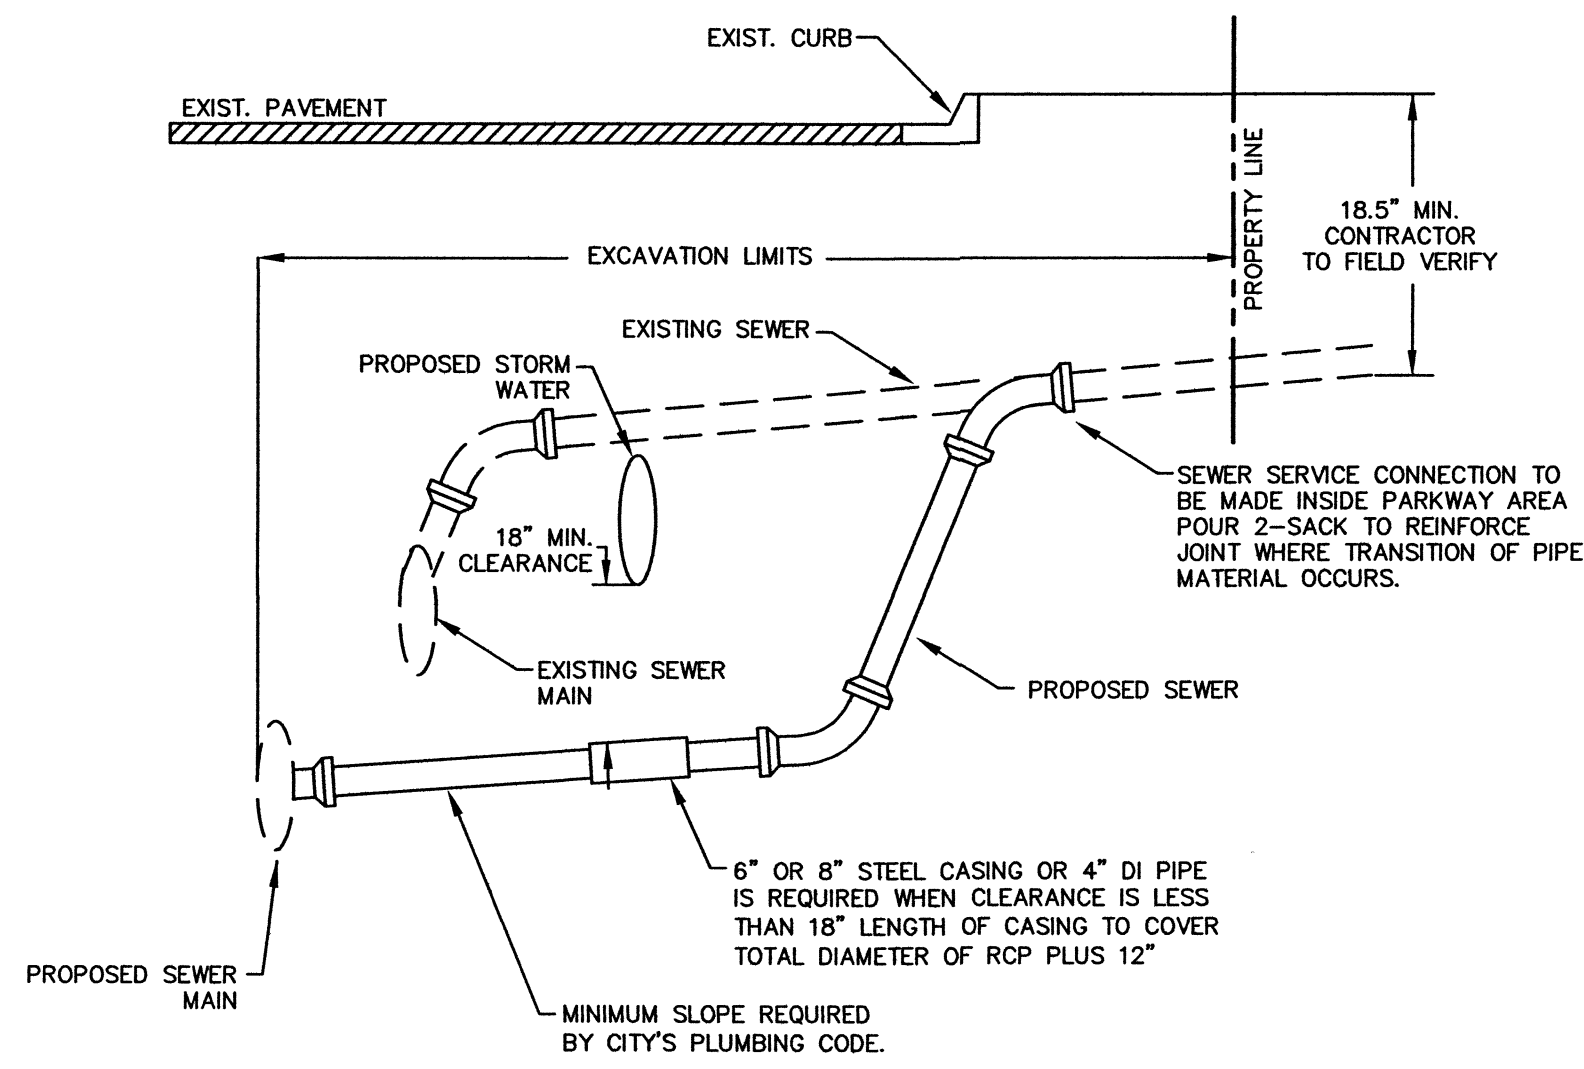 EXIST. CURB
EXIST. PAVEMENT
PROPERTY LINE
18.5" MIN.
CONTRACTOR
TO FIELD VERIFY
EXCAVATION LIMITS
EXISTING SEWER
PROPOSED STORM
WATER
18" MIN.
CLEARANCE
SEWER SERVICE CONNECTION TO
BE MADE INSIDE PARKWAY AREA
POUR 2-SACK TO REINFORCE
JOINT WHERE TRANSITION OF PIPE
MATERIAL OCCURS.
EXISTING SEWER
MAIN
PROPOSED SEWER
6" OR 8" STEEL CASING OR 4" DI PIPE
IS REQUIRED WHEN CLEARANCE IS LESS
THAN 18" LENGTH OF CASING TO COVER
TOTAL DIAMETER OF RCP PLUS 12"
PROPOSED SEWER
MAIN
MINIMUM SLOPE REQUIRED
BY CITY'S PLUMBING CODE.